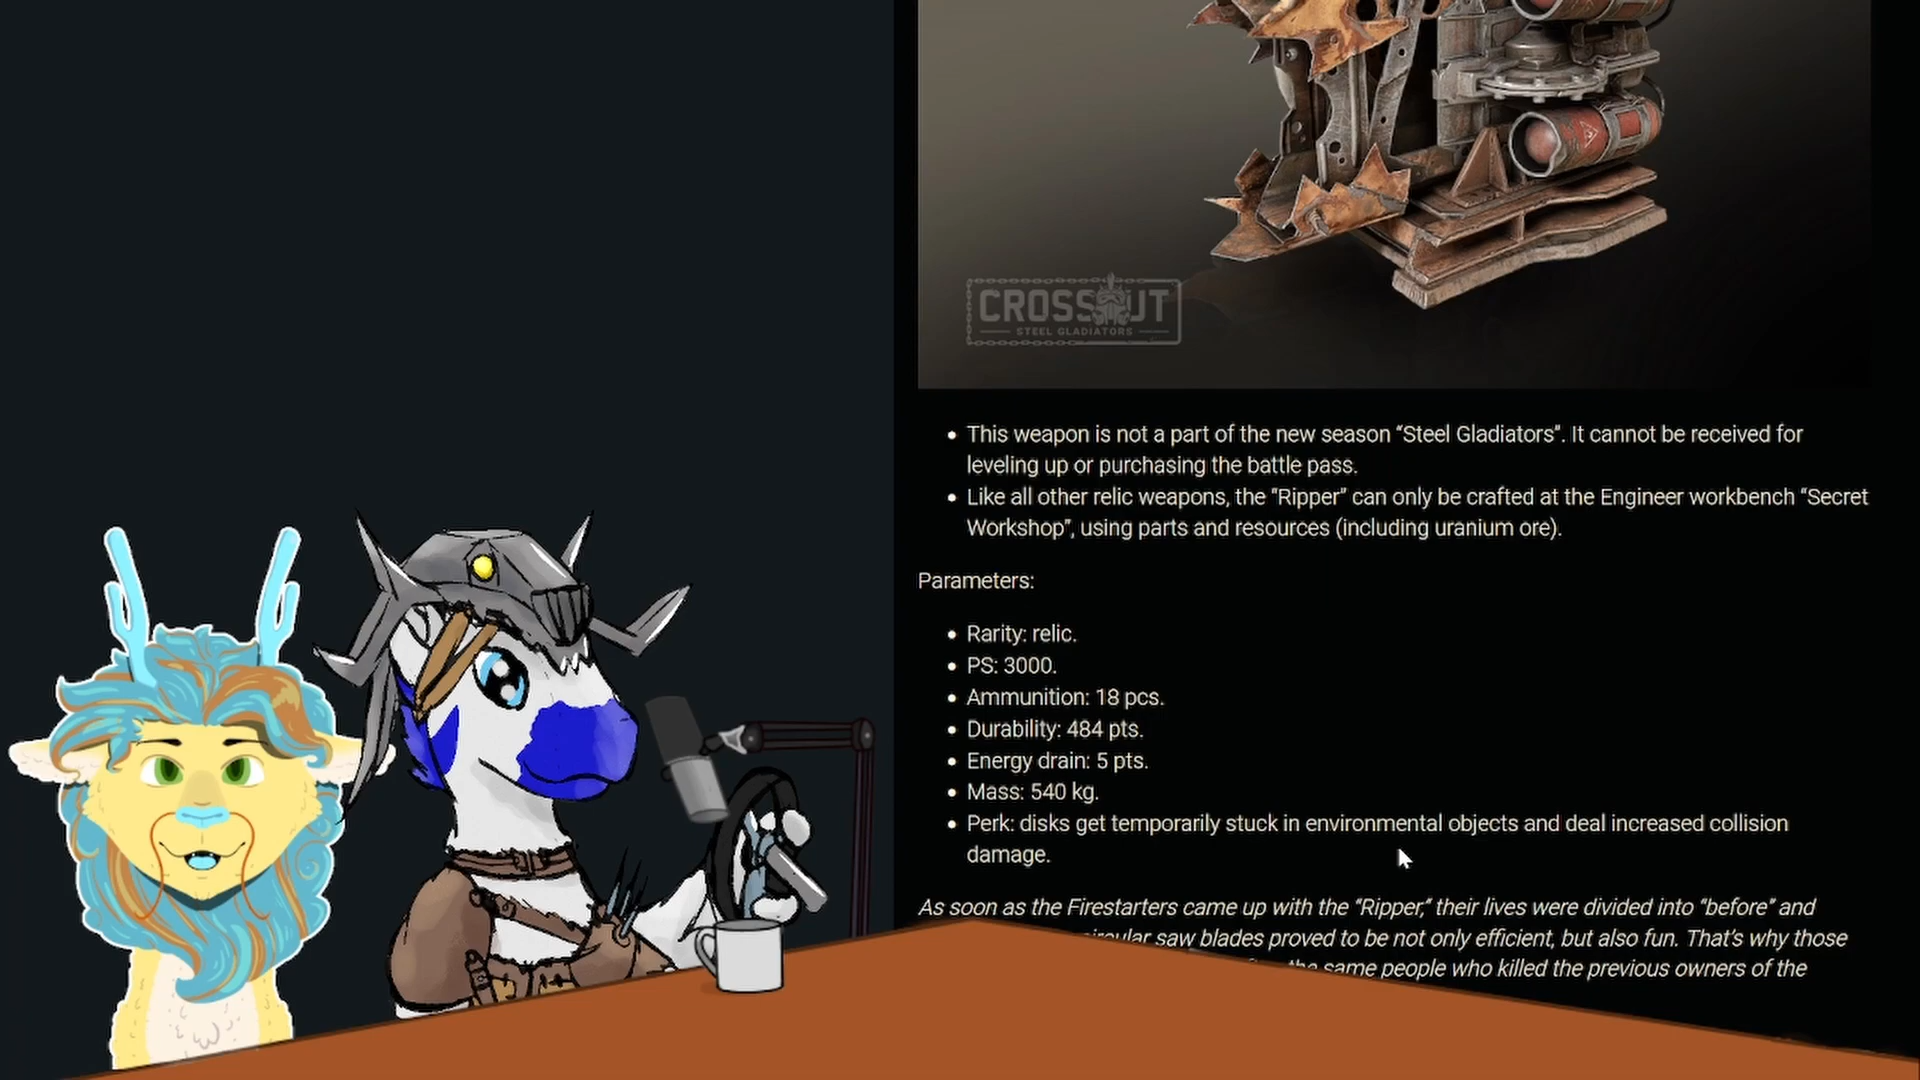 CROSSOUT
STEEL GLADIATORS
This weapon is not a part of the new season “Steel Gladiators”. It cannot be received for
leveling up or purchasing the battle pass.
Like all other relic weapons, the “Ripper” can only be crafted at the Engineer workbench “Secret
Workshop”, using parts and resources (including uranium ore).
Parameters:
Rarity: relic.
PS: 3000.
Ammunition: 18 pcs.
Durability: 484 pts.
Energy drain: 5 pts.
Mass: 540 kg.
Perk: disks get temporarily stuck in environmental objects and deal increased collision
damage.
As soon as the Firestarters came up with the “Ripper,” their lives were divided into “before” and
circular saw blades proved to be not only efficient, but also fun. That’s why those
the same people who killed the previous owners of the